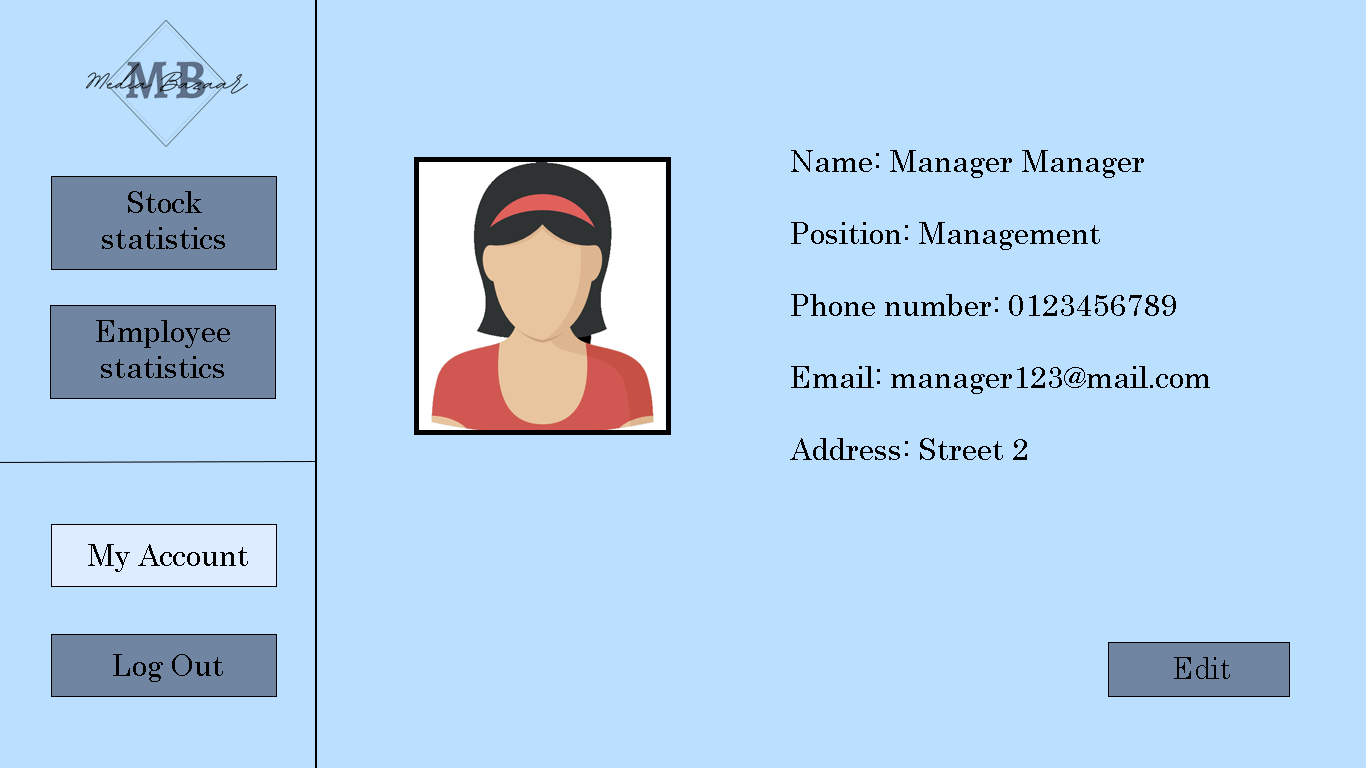 MB
Media Bazaar
Stock
statistics
Employee
statistics
My Account
Log Out
Name: Manager Manager
Position: Management
Phone number: 0123456789
Email: manager123@mail.com
Address: Street 2
Edit